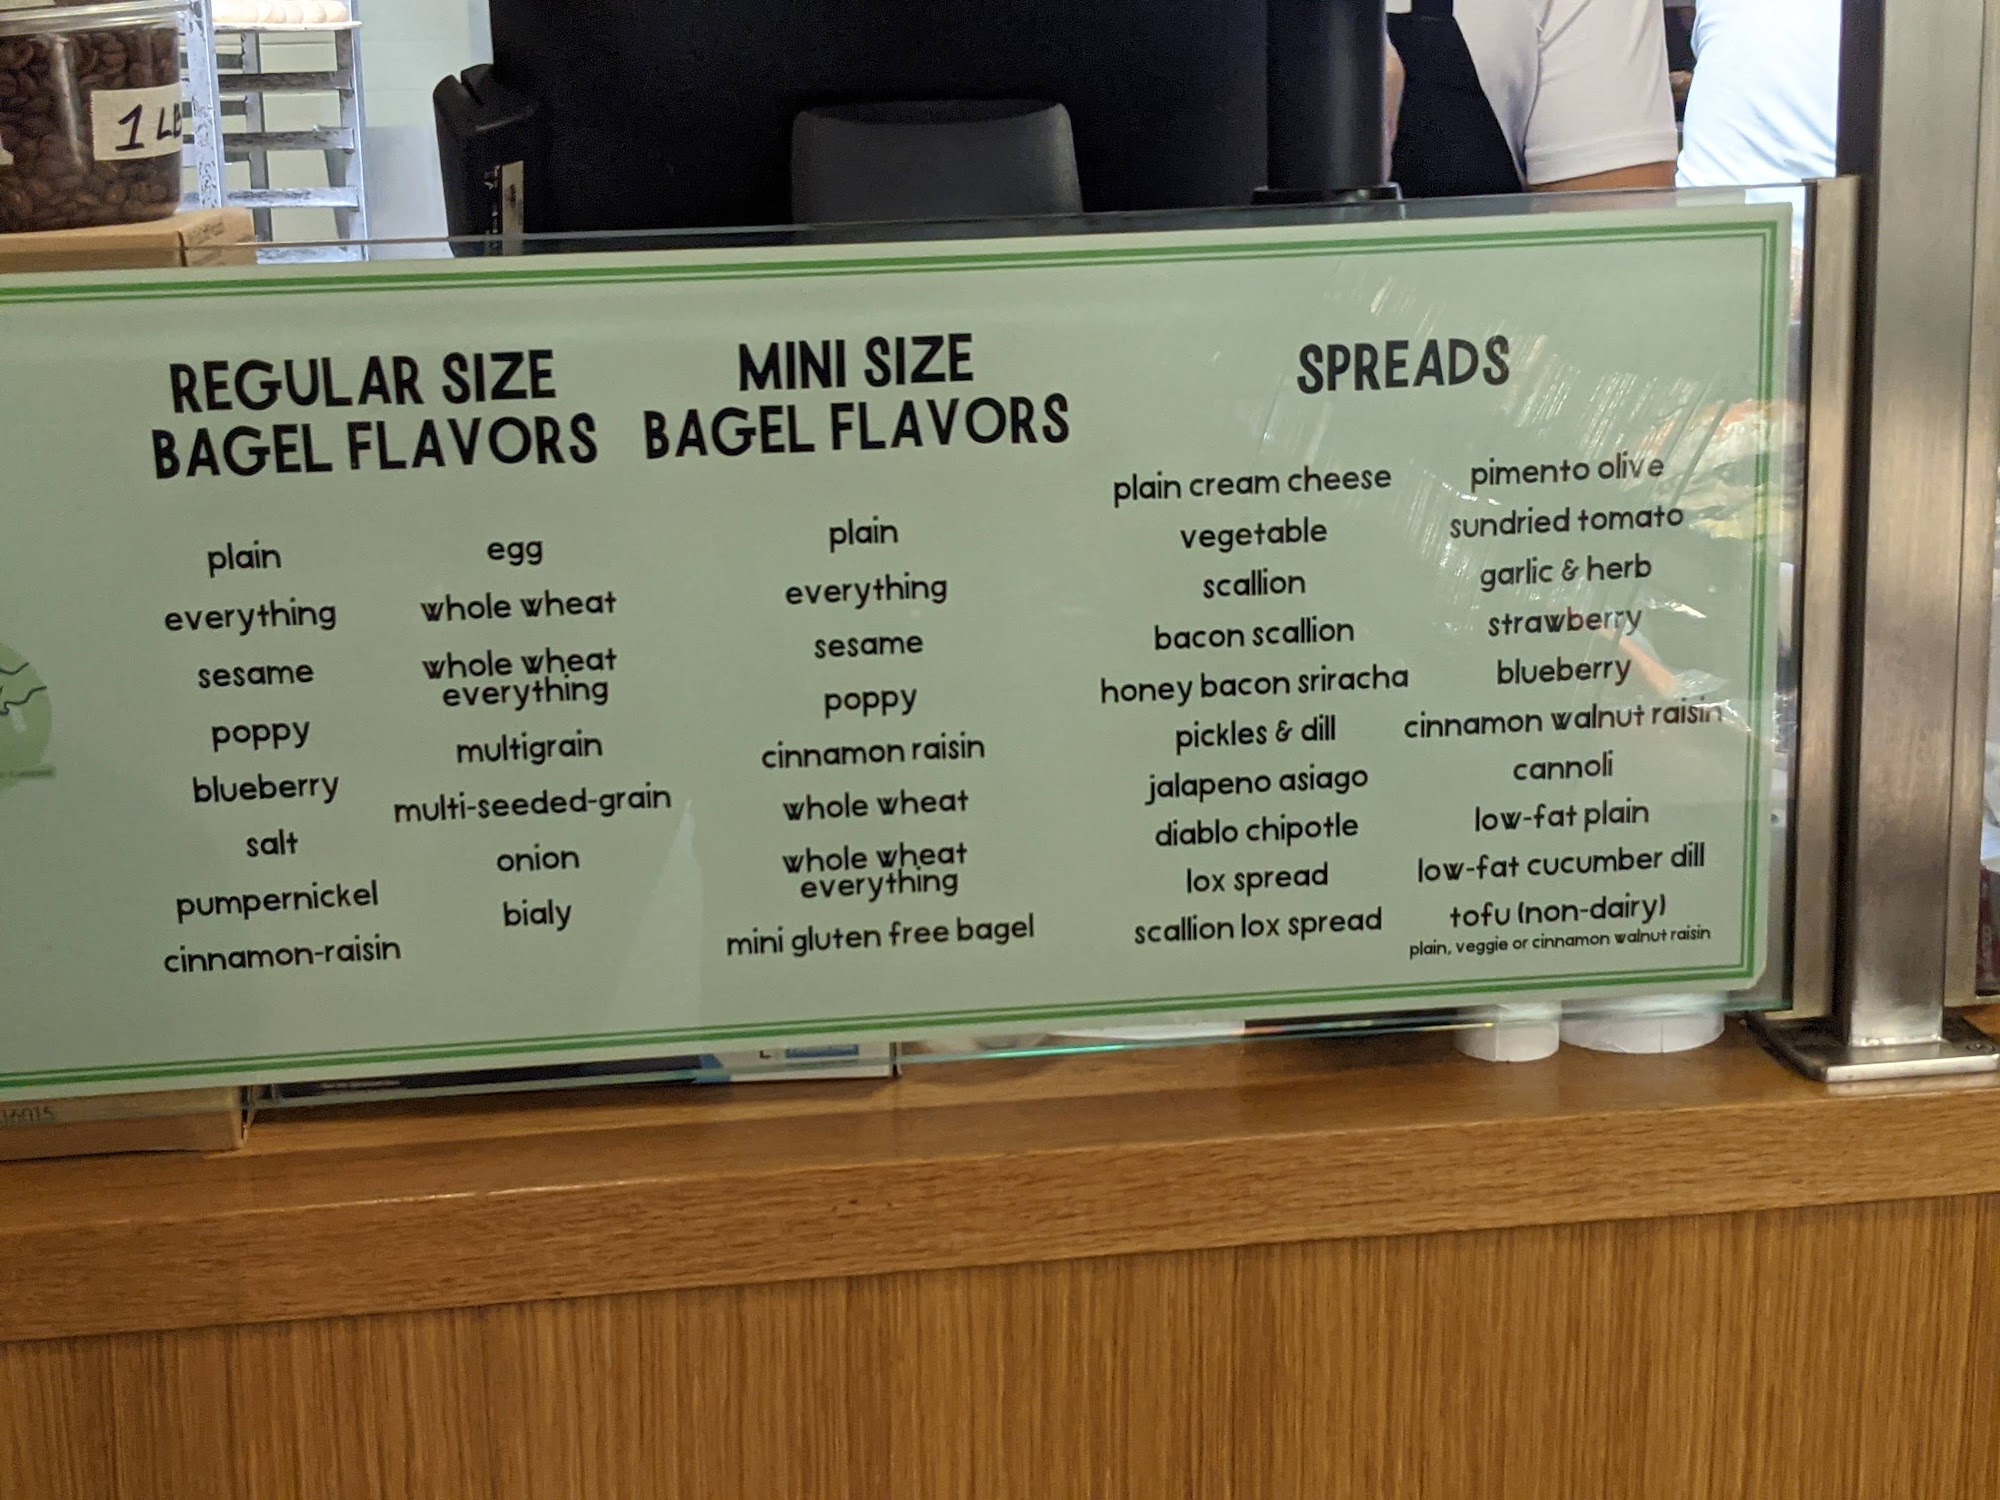 1 LB
REGULAR SIZE
BAGEL FLAVORS
plain
everything
sesame
poppy
blueberry
salt
pumpernickel
cinnamon-raisin
egg
whole wheat
whole wheat
everything
multigrain
multi-seeded-grain
onion
bialy
MINI SIZE
BAGEL FLAVORS
plain
everything
sesame
poppy
cinnamon raisin
whole wheat
whole wheat
everything
mini gluten free bagel
SPREADS
plain cream cheese
vegetable
scallion
bacon scallion
honey bacon sriracha
pickles & dill
jalapeno asiago
diablo chipotle
lox spread
scallion lox spread
pimento olive
sundried tomato
garlic & herb
strawberry
blueberry
cinnamon walnut raisin
cannoli
low-fat plain
low-fat cucumber dill
tofu (non-dairy)
plain, veggie or cinnamon walnut raisin